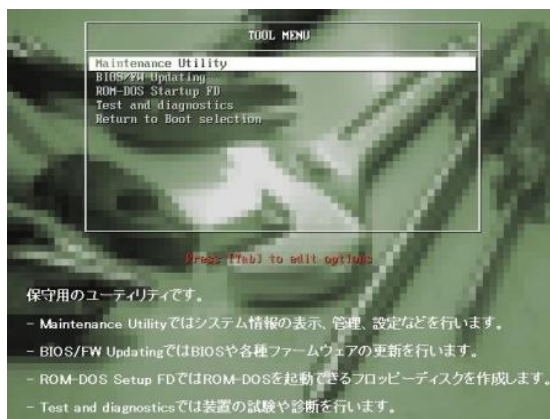 TOOL MENU
Maintenance Utility
BIOS/FW Updating
ROM-DOS Startup FD
Test and diagnostics
Return to Boot selection
Press [Tab] to edit options
保守用のユーティリティです。
- Maintenance Utilityではシステム情報の表示、管理、設定などを行います。
- BIOS/FW UpdatingではBIOSや各種ファームウェアの更新を行います。
- ROM-DOS Setup FDではROM-DOSを起動できるフロッピーディスクを作成します。
- Test and diagnosticsでは装置の試験や診断を行います。